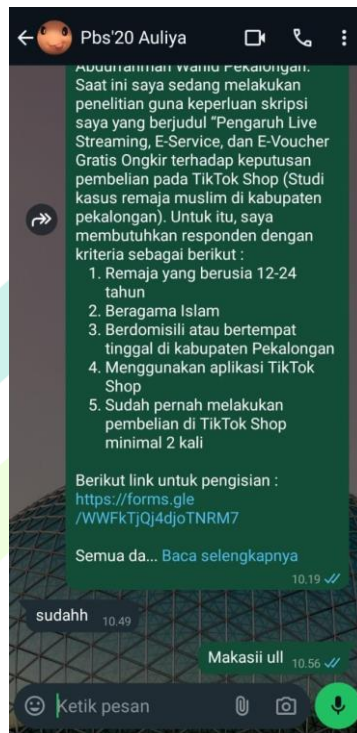 Pbs'20 Auliya
Abdurrahman Wahid Pekalongan.
Saat ini saya sedang melakukan
penelitian guna keperluan skripsi
saya yang berjudul “Pengaruh Live
Streaming, E-Service, dan E-Voucher
Gratis Ongkir terhadap keputusan
pembelian pada TikTok Shop (Studi
kasus remaja muslim di kabupaten
pekalongan). Untuk itu, saya
membutuhkan responden dengan
kriteria sebagai berikut :
1. Remaja yang berusia 12-24
tahun
2. Beragama Islam
3. Berdomisili atau bertempat
tinggal di kabupaten Pekalongan
4. Menggunakan aplikasi TikTok
Shop
5. Sudah pernah melakukan
pembelian di TikTok Shop
minimal 2 kali
Berikut link untuk pengisian :
https://forms.gle
/WWFkTjQj4djoTNRM7
Semua da... Baca selengkapnya
10.19
sudahh 10.49
Makasii ull 10.56
Ketik pesan